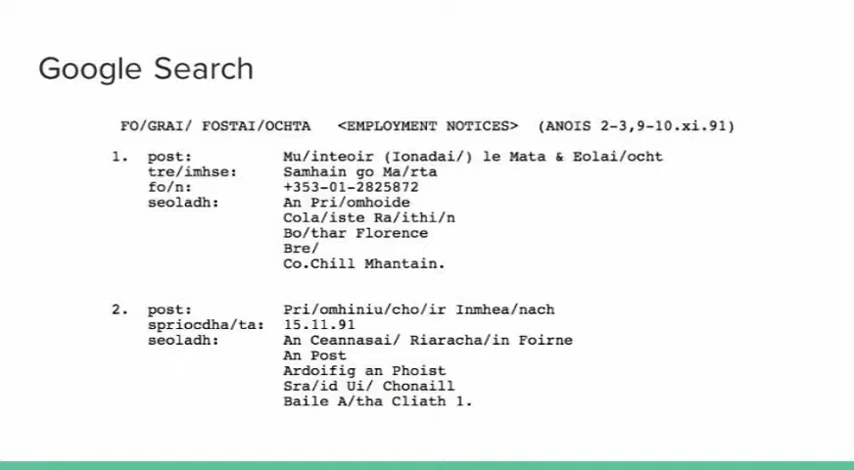 Google Search
FO/GRAI/ FOSTAI/OCHTA <EMPLOYMENT NOTICES> (ANOIS 2-3,9-10.xi.91)
1. post: Mu/inteoir (Ionadai/) le Mata & Eolai/ocht
tre/imhse: Samhain go Ma/rta
fo/n: +353-01-2825872
seoladh: An Pri/omhoide
Cola/iste Ra/ithi/n
Bo/thar Florence
Bre/
Co.Chill Mhantain.
2. post: Pri/omhiniu/cho/ir Inmhea/nach
spriocdha/ta: 15.11.91
seoladh: An Ceannasai/ Riaracha/in Foirne
An Post
Ardoifig an Phoist
Sra/id Ui/ Chonaill
Baile A/tha Cliath 1.